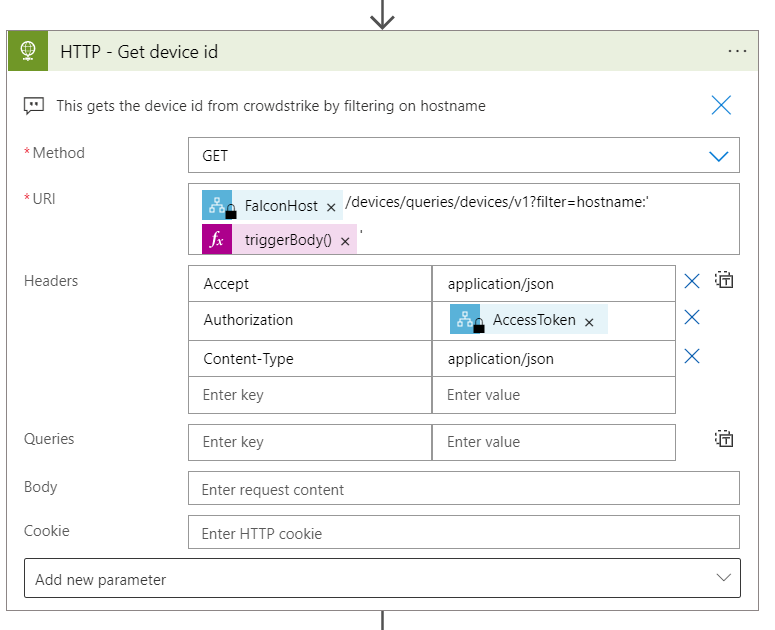 HTTP - Get device id
This gets the device id from crowdstrike by filtering on hostname
* Method GET
* URI FalconHost × /devices/queries/devices/v1?filter=hostname:'
fx triggerBody() × '
Headers Accept application/json
Authorization AccessToken ×
Content-Type application/json
Enter key Enter value
Queries Enter key Enter value
Body Enter request content
Cookie Enter HTTP cookie
Add new parameter